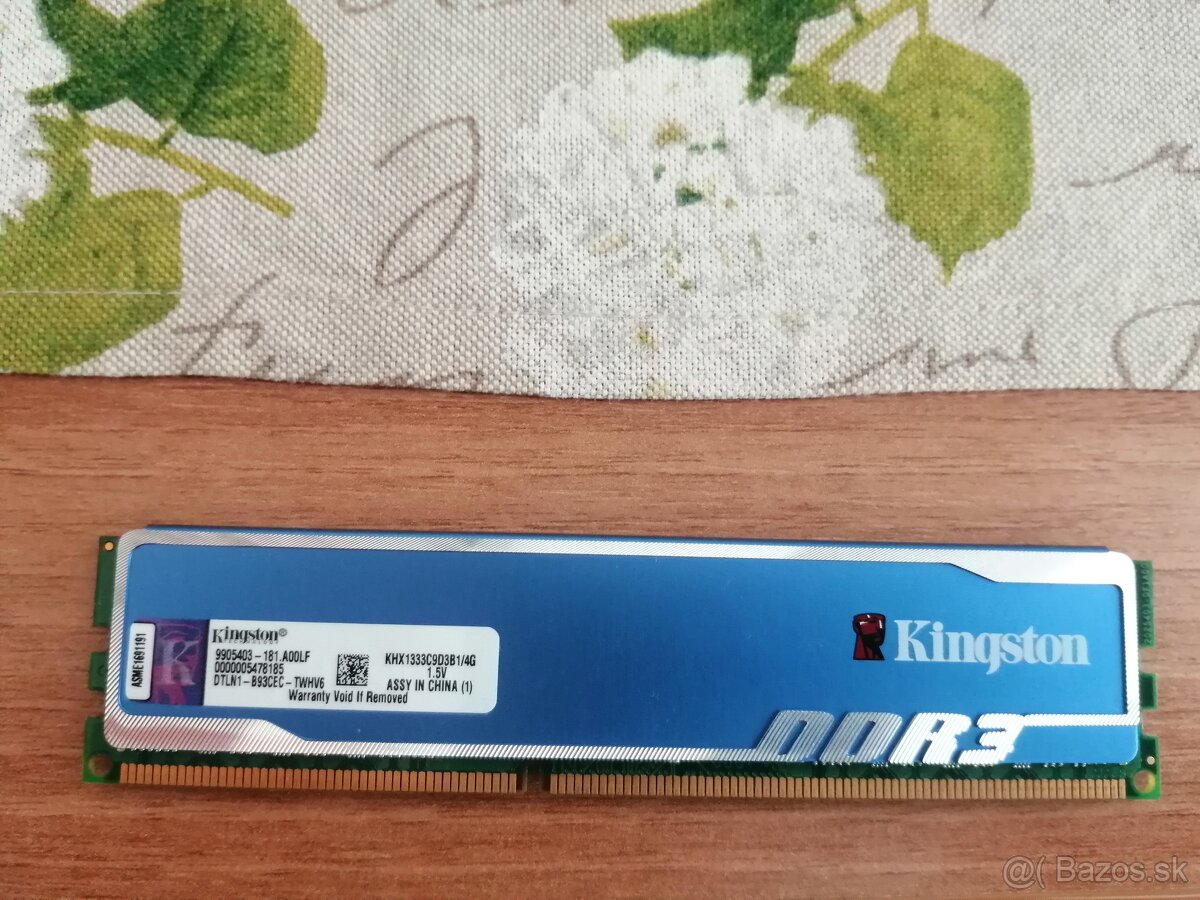 ASME1691191
Kingston®
TECHNOLOGY
9905403-181.A00LF
0000005478185
DTLN1-B93CEC-TWHV6
KHX1333C9D3B1/4G
1.5V
ASSY IN CHINA (1)
Warranty Void If Removed
Kingston
DDR3
@( Bazos.sk